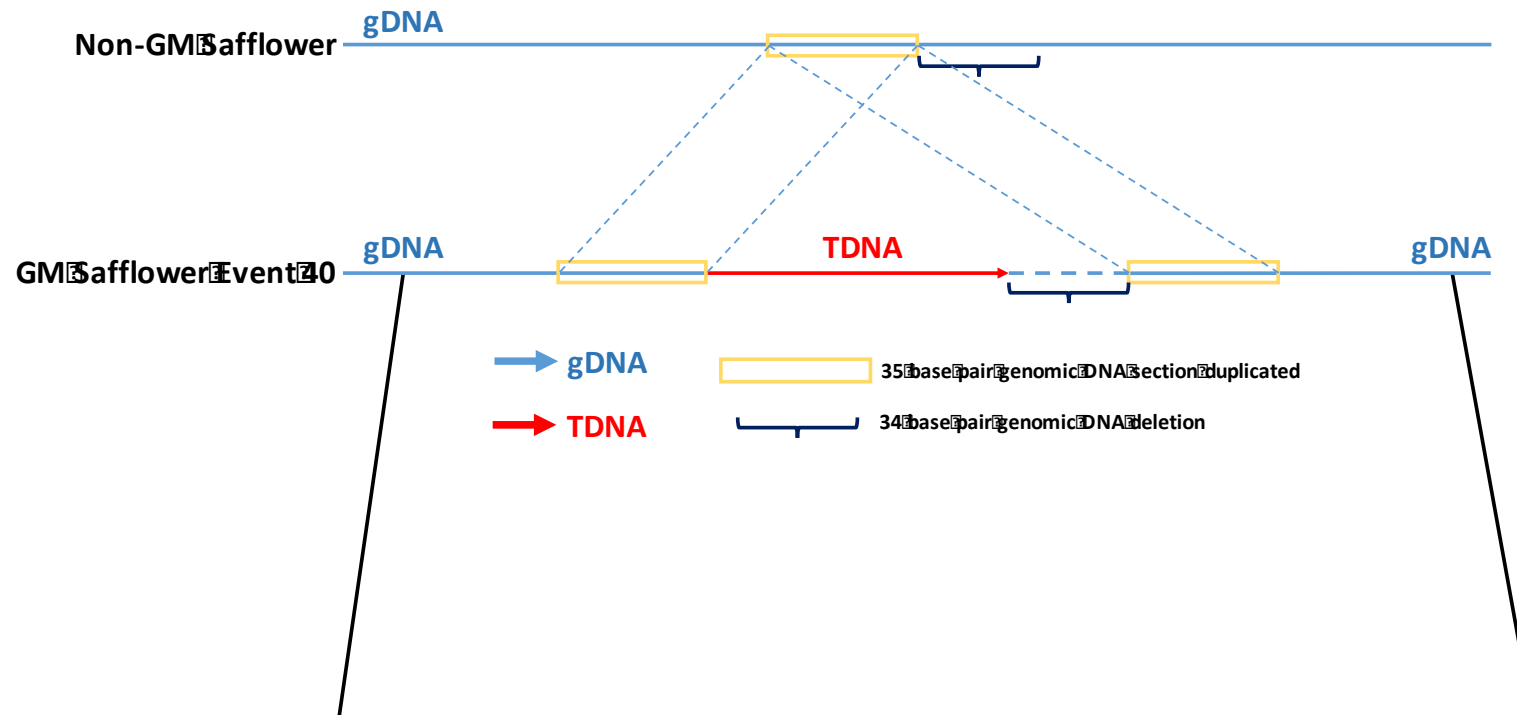 gDNA
Non-GM Safflower
gDNA
TDNA
gDNA
GM Safflower Event 40
gDNA
35 base pair genomic DNA section duplicated
TDNA
34 base pair genomic DNA deletion